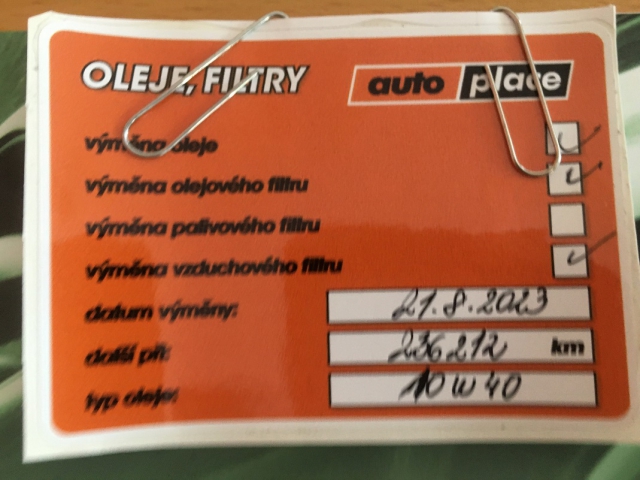 OLEJE, FILTRY
auto place
výměna oleje
výměna olejového filtru
výměna palivového filtru
výměna vzduchového filtru
datum výměny: 21.8.2023
další při: 236212 km
typ oleje: 10W40